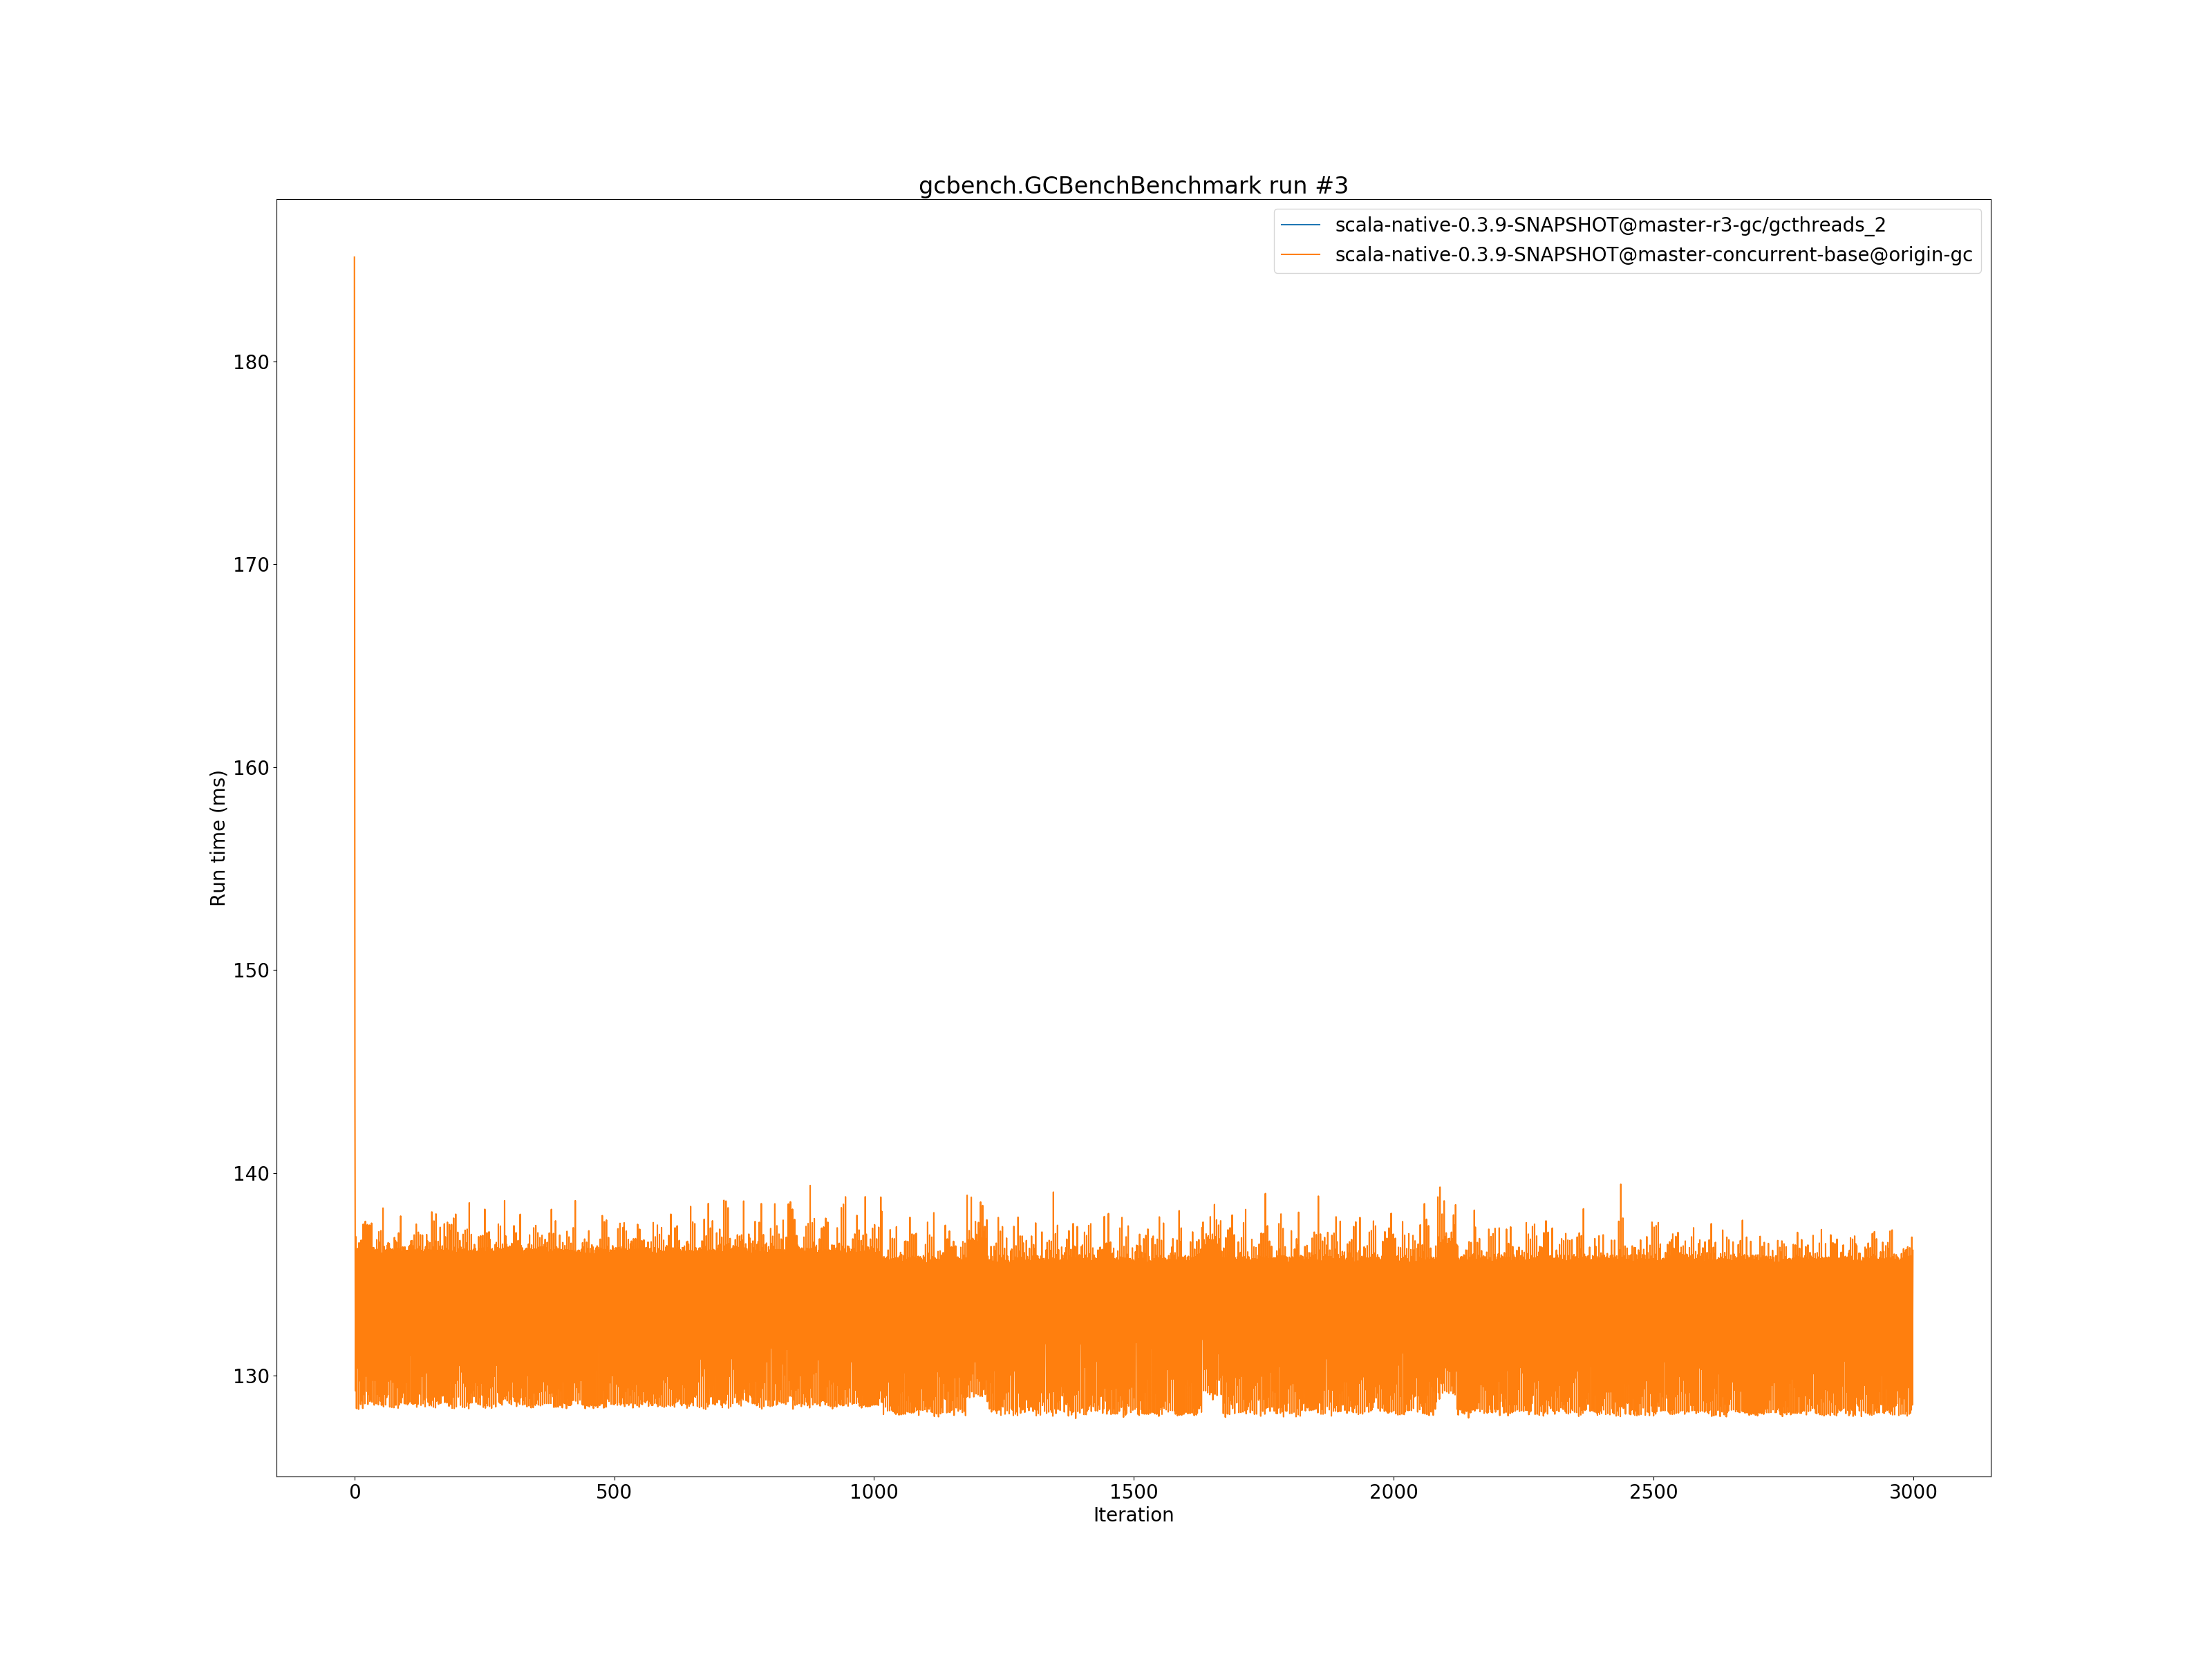 gcbench.GCBenchBenchmark run #3
scala-native-0.3.9-SNAPSHOT@master-r3-gc/gcthreads_2
scala-native-0.3.9-SNAPSHOT@master-concurrent-base@origin-gc
180
170
160
150
140
130
Run time (ms)
0 500 1000 1500 2000 2500 3000
Iteration